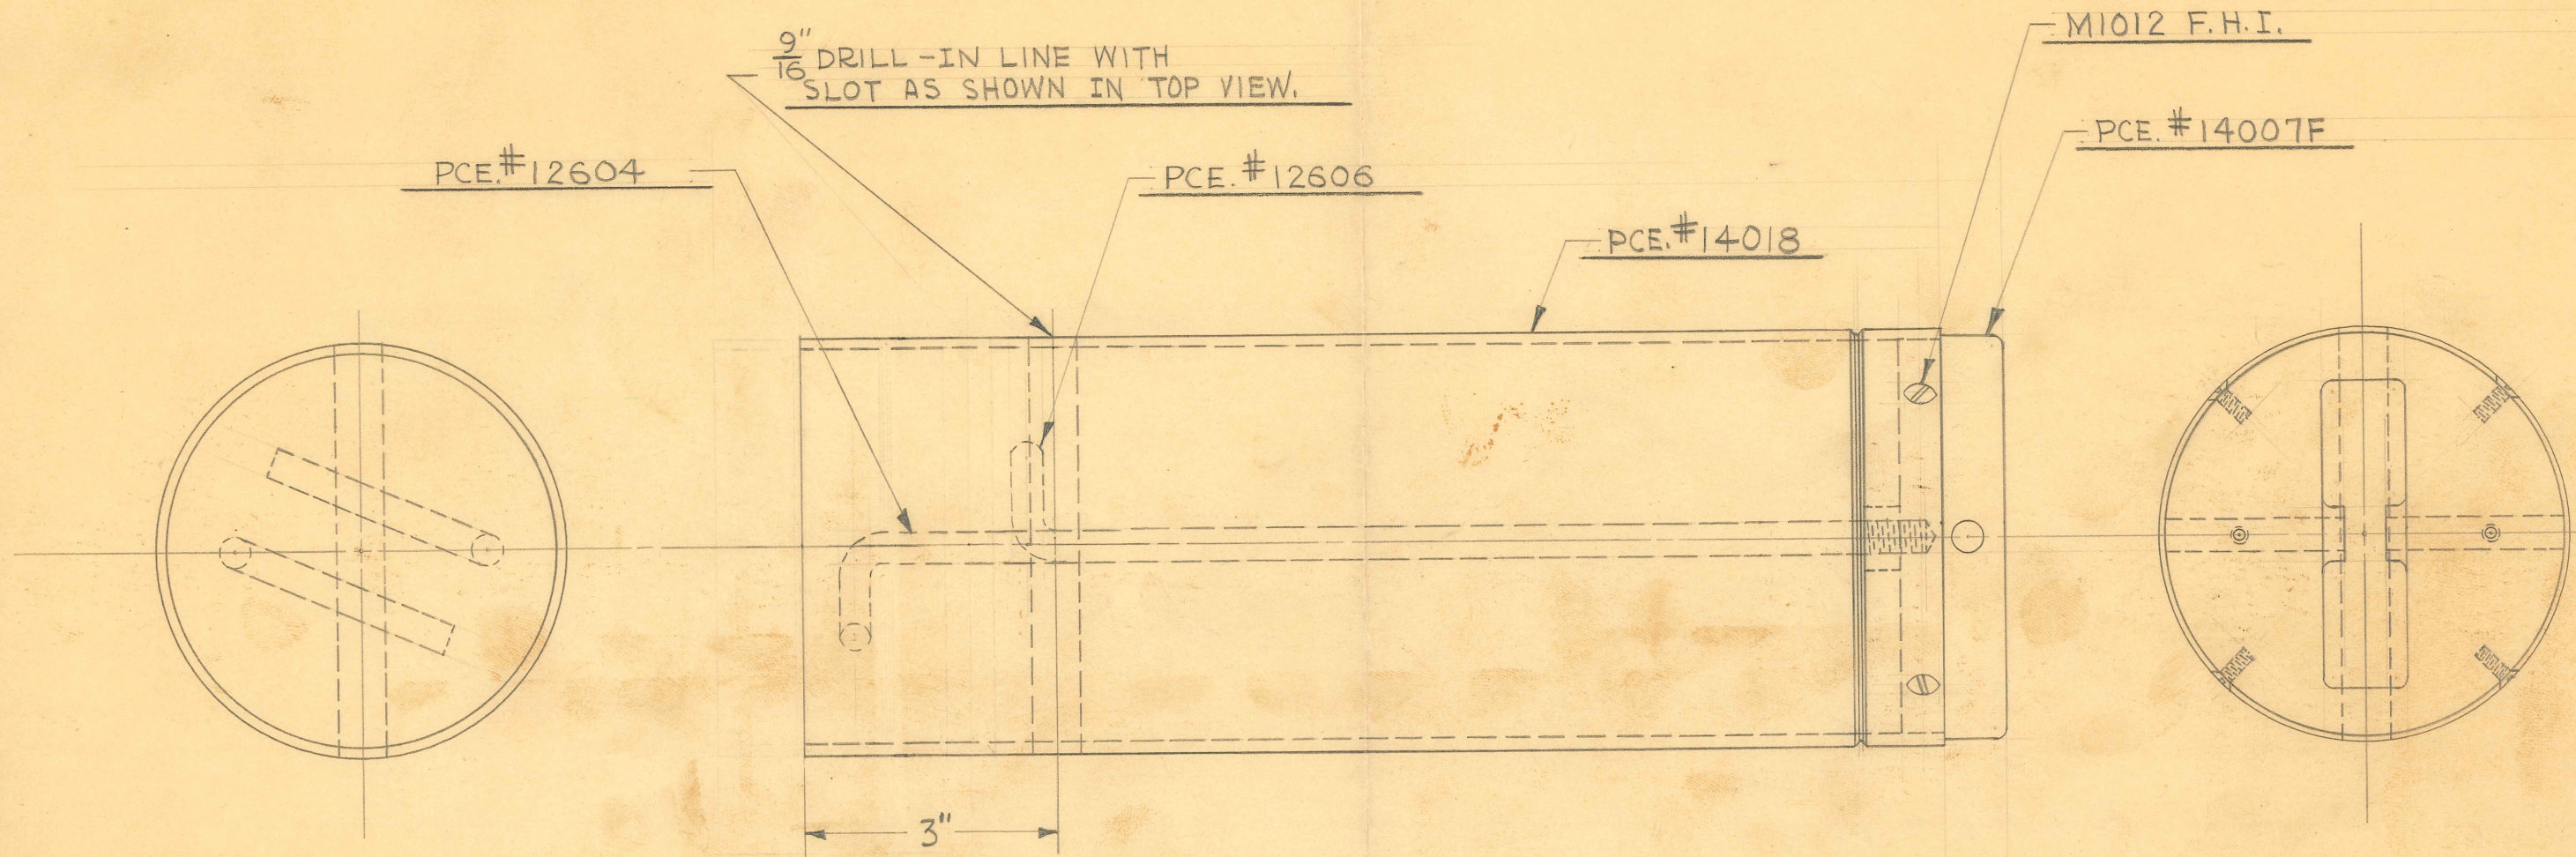 9"/16 DRILL-IN LINE WITH
SLOT AS SHOWN IN TOP VIEW.
M1012 F.H.I.
PCE.#14007F
PCE.#12604
PCE.#12606
PCE.#14018
3"